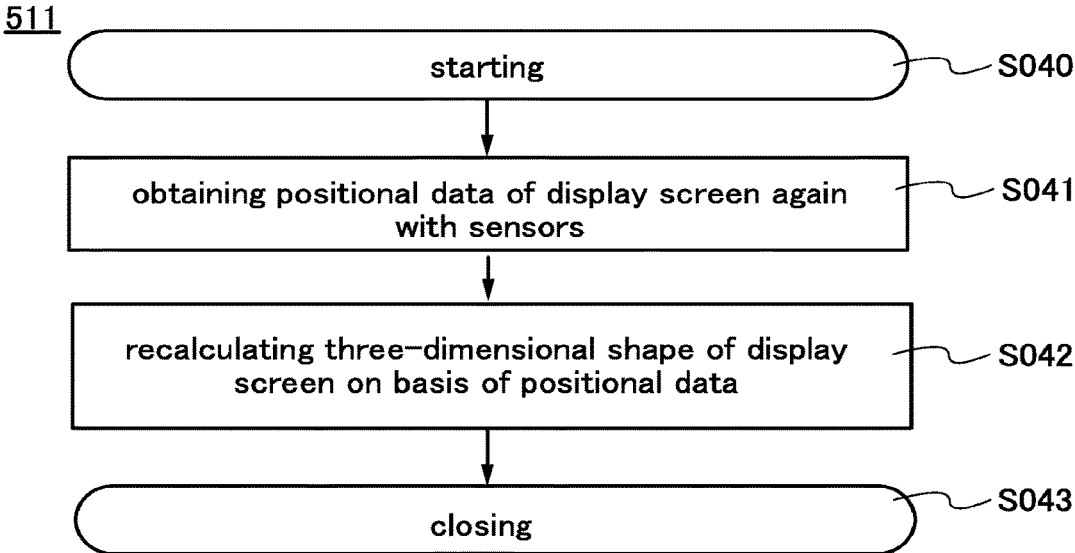 511
starting
S040
obtaining positional data of display screen again
with sensors
S041
recalculating three-dimensional shape of display
screen on basis of positional data
S042
closing
S043